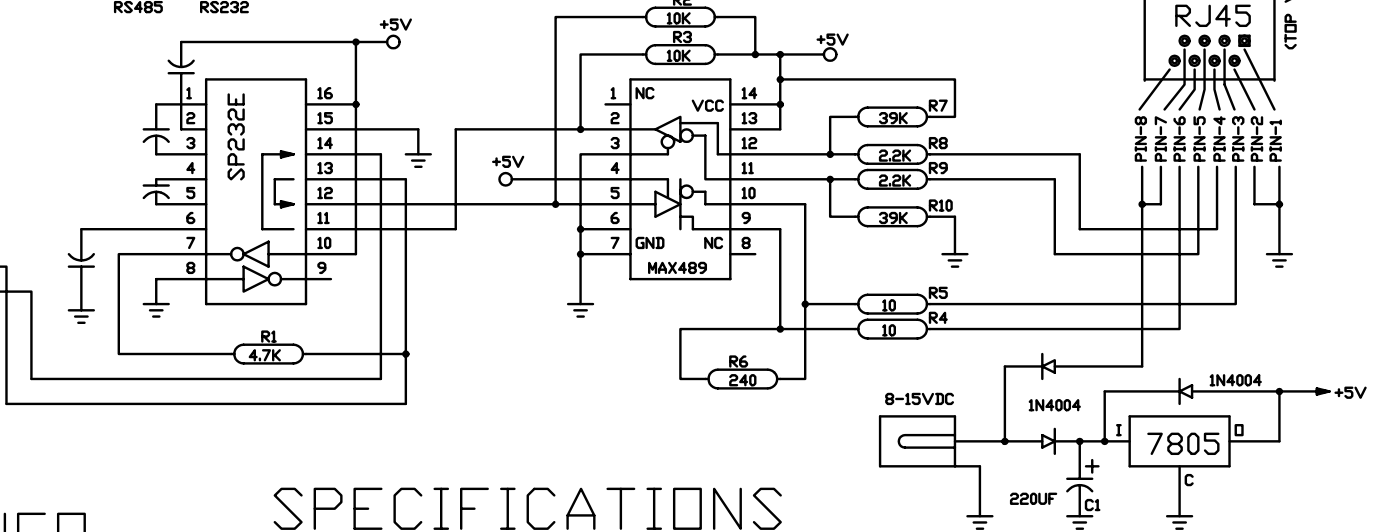 RS485 RS232
+5V
R2
10K
R3
10K
+5V
RJ45
(TOP
SP232E
1
2
3
4
5
6
7
8
16
15
14
13
12
11
10
9
+5V
1 NC
2
3
4
5
6
7 GND
VCC 14
13
12
11
10
9
NC 8
MAX489
R7
39K
R8
2.2K
R9
2.2K
R10
39K
PIN-8
PIN-7
PIN-6
PIN-5
PIN-4
PIN-3
PIN-2
PIN-1
R5
10
R4
10
R1
4.7K
R6
240
8-15VDC
1N4004
1N4004
+5V
I 7805 O
C
220UF + C1
SPECIFICATIONS